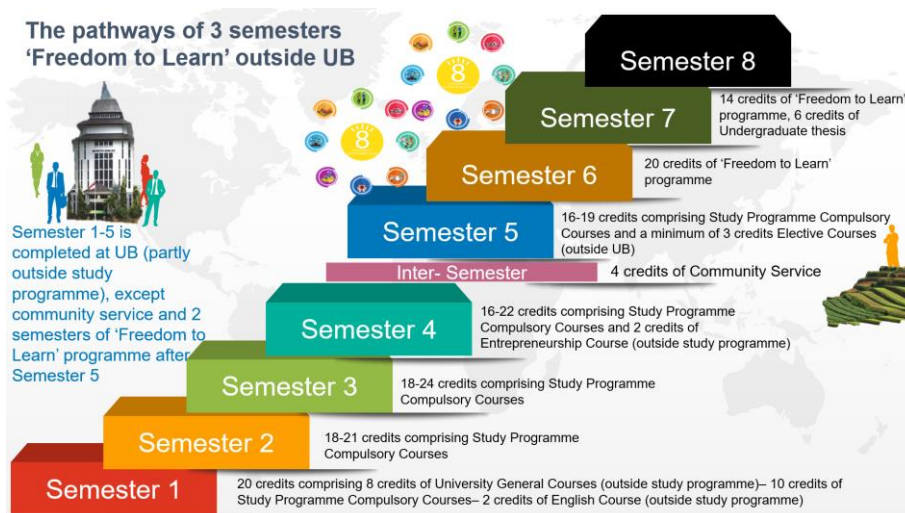 The pathways of 3 semesters
'Freedom to Learn' outside UB
8
8
Semester 8
Semester 7
14 credits of 'Freedom to Learn'
programme, 6 credits of
Undergraduate thesis
Semester 6
20 credits of 'Freedom to Learn'
programme
Semester 5
16-19 credits comprising Study Programme Compulsory
Courses and a minimum of 3 credits Elective Courses
(outside UB)
Inter- Semester
4 credits of Community Service
Semester 4
16-22 credits comprising Study Programme
Compulsory Courses and 2 credits of
Entrepreneurship Course (outside study programme)
Semester 3
18-24 credits comprising Study Programme
Compulsory Courses
Semester 2
18-21 credits comprising Study Programme
Compulsory Courses
Semester 1
20 credits comprising 8 credits of University General Courses (outside study programme)– 10 credits of
Study Programme Compulsory Courses– 2 credits of English Course (outside study programme)
Semester 1-5 is
completed at UB (partly
outside study
programme), except
community service and 2
semesters of 'Freedom to
Learn' programme after
Semester 5